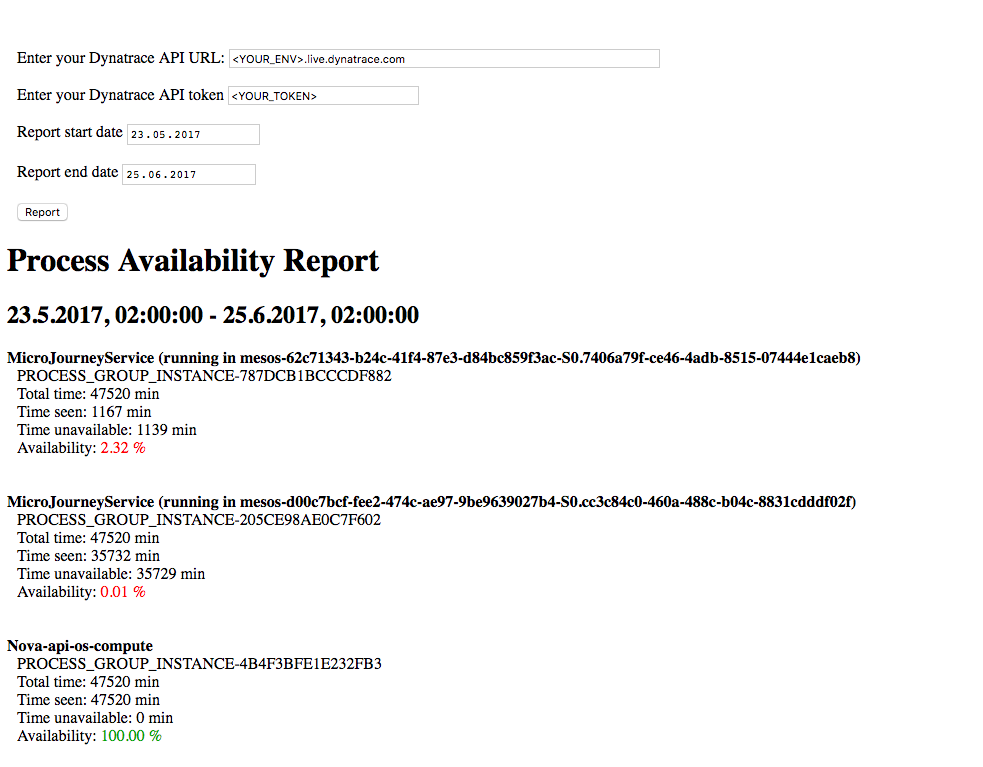 Enter your Dynatrace API URL: <YOUR_ENV>.live.dynatrace.com
Enter your Dynatrace API token <YOUR_TOKEN>
Report start date 23.05.2017
Report end date 25.06.2017
Report
Process Availability Report
23.5.2017, 02:00:00 - 25.6.2017, 02:00:00
MicroJourneyService (running in mesos-62c71343-b24c-41f4-87e3-d84bc859f3ac-S0.7406a79f-ce46-4adb-8515-07444e1caeb8)
PROCESS_GROUP_INSTANCE-787DCB1BCCCDF882
Total time: 47520 min
Time seen: 1167 min
Time unavailable: 1139 min
Availability: 2.32 %
MicroJourneyService (running in mesos-d00c7bcf-fee2-474c-ae97-9be9639027b4-S0.cc3c84c0-460a-488c-b04c-8831cdddf02f)
PROCESS_GROUP_INSTANCE-205CE98AE0C7F602
Total time: 47520 min
Time seen: 35732 min
Time unavailable: 35729 min
Availability: 0.01 %
Nova-api-os-compute
PROCESS_GROUP_INSTANCE-4B4F3BFE1E232FB3
Total time: 47520 min
Time seen: 47520 min
Time unavailable: 0 min
Availability: 100.00 %